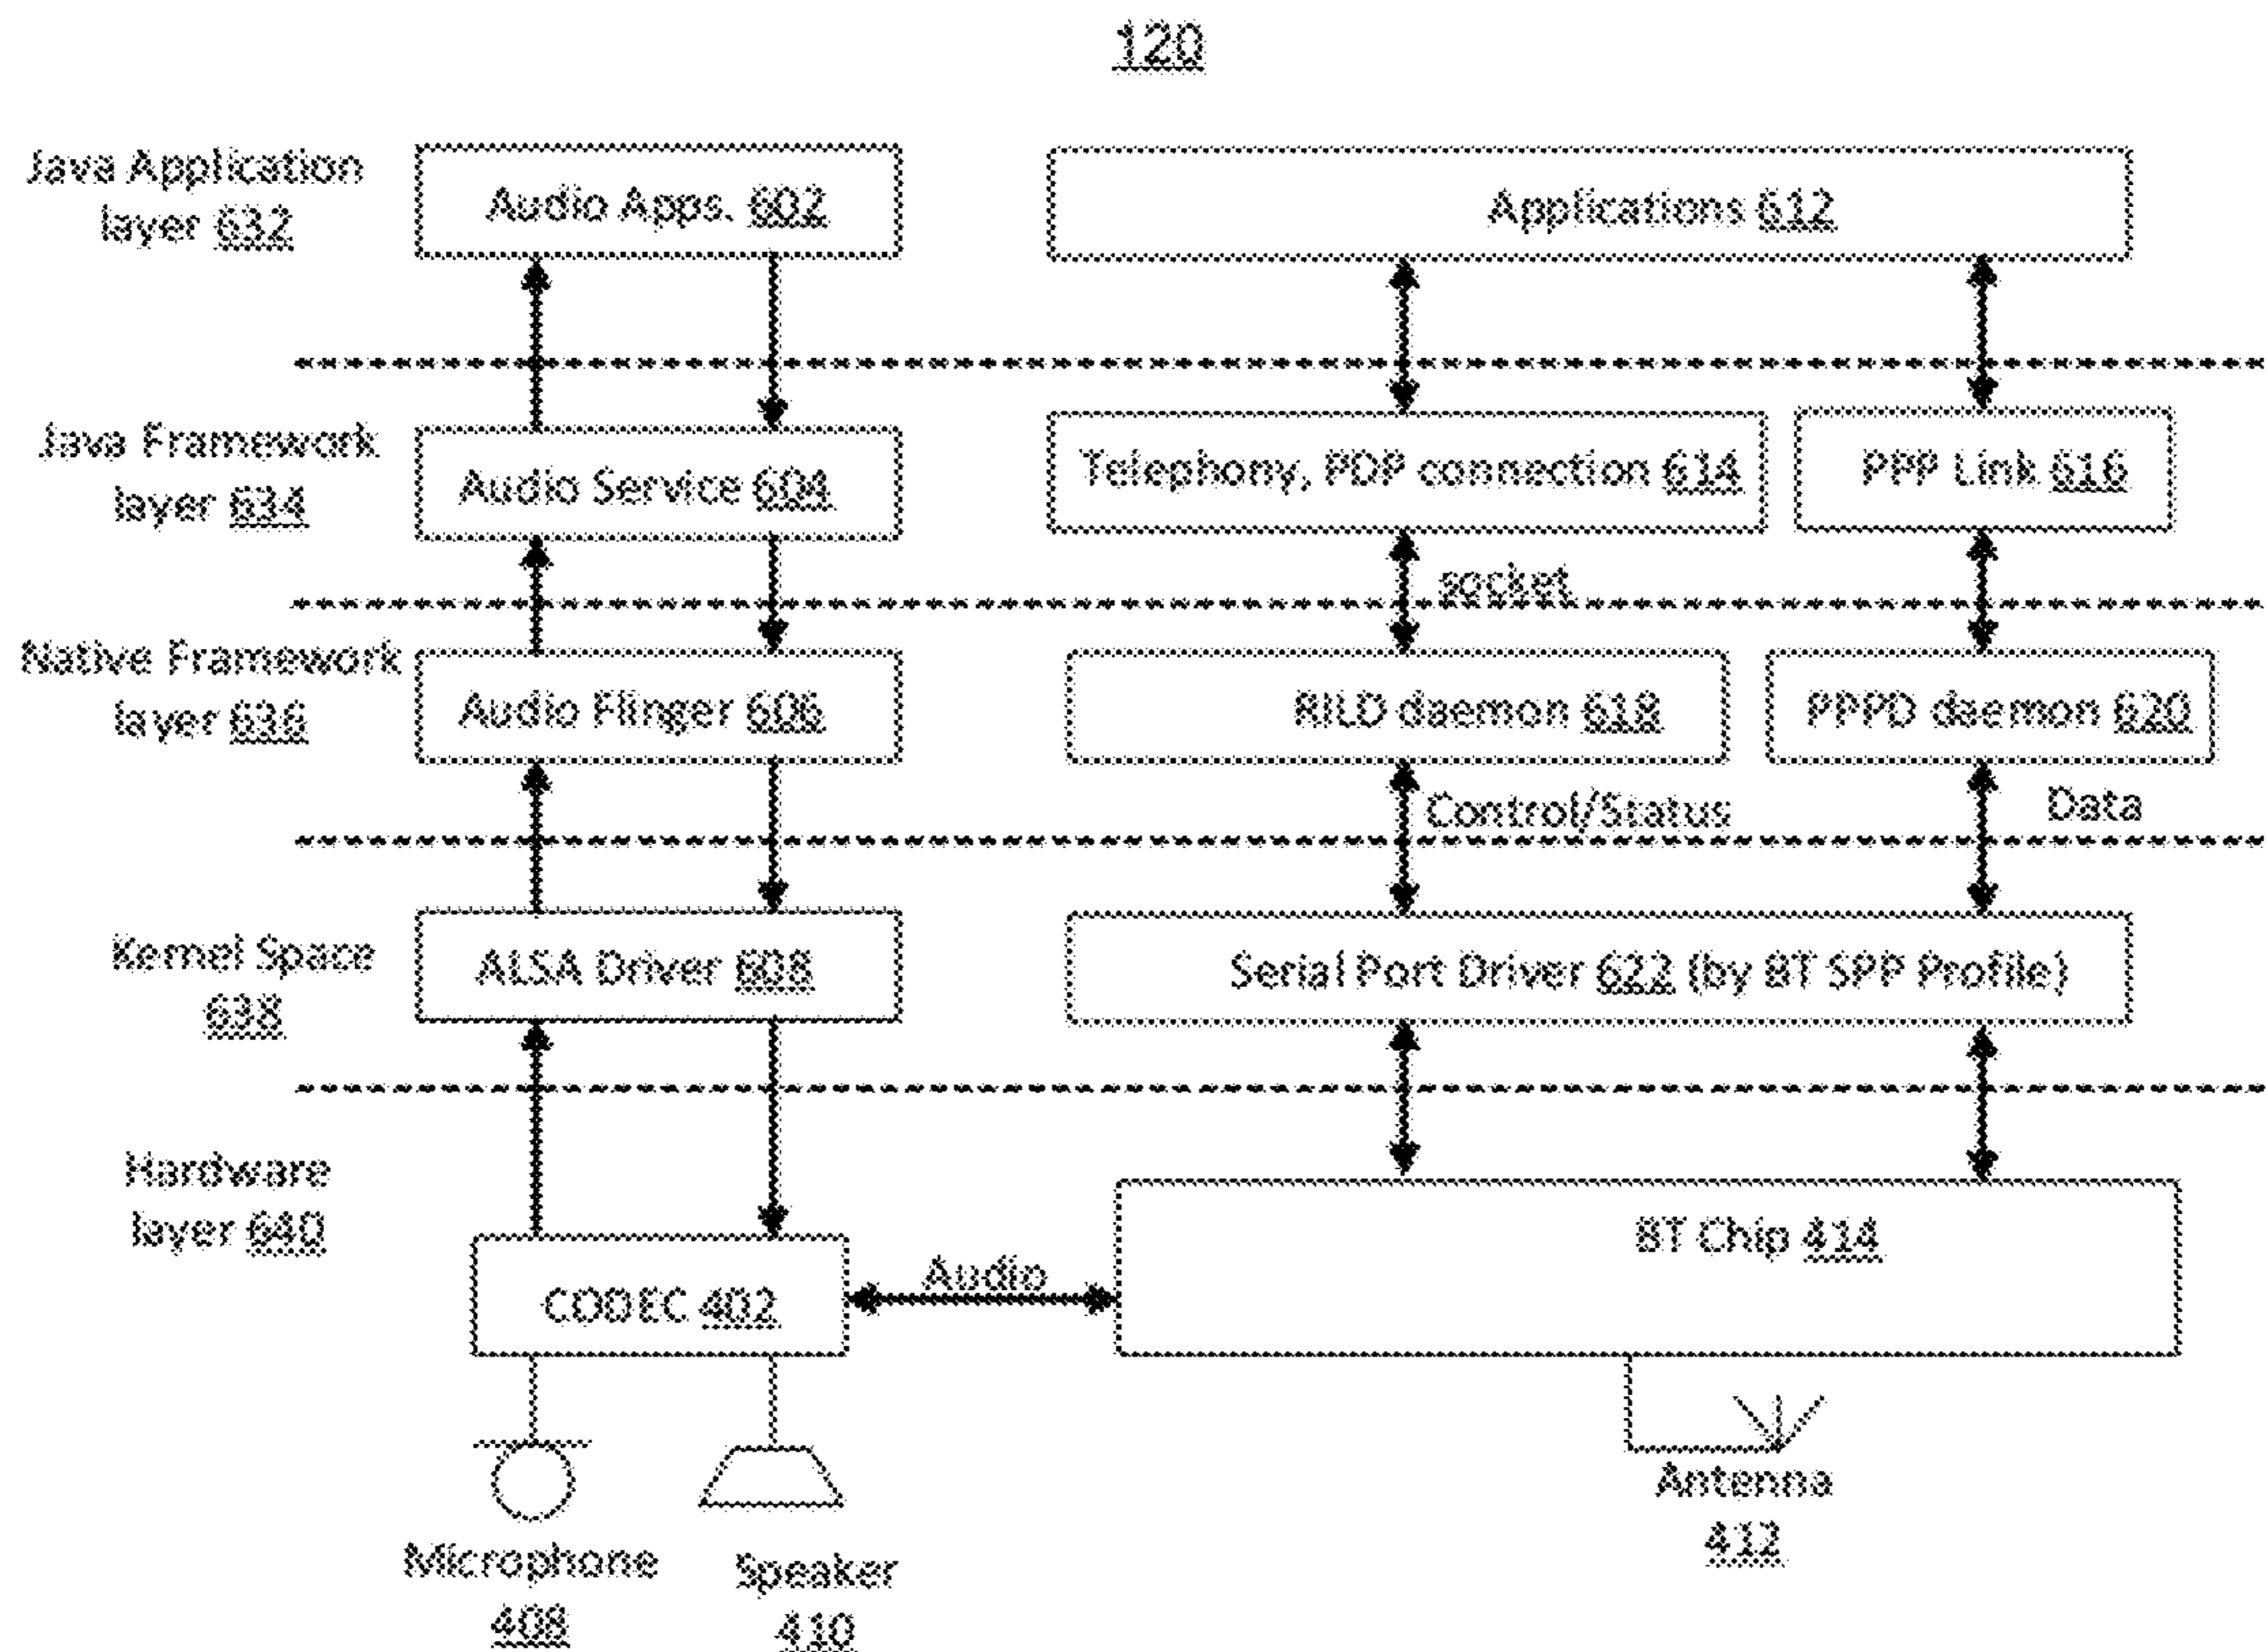 120
Java Application
layer 632
Audio Apps. 602
Applications 612
Java Framework
layer 634
Audio Service 604
Telephony, PDP connection 614
PPP Link 616
socket
Native Framework
layer 636
Audio Flinger 606
RILD daemon 618
PPPD daemon 620
Control/Status
Data
Kernel Space
638
ALSA Driver 608
Serial Port Driver 622 (by BT SPP Profile)
Hardware
layer 640
CODEC 402
Audio
BT Chip 414
Microphone
408
Speaker
410
Antenna
412